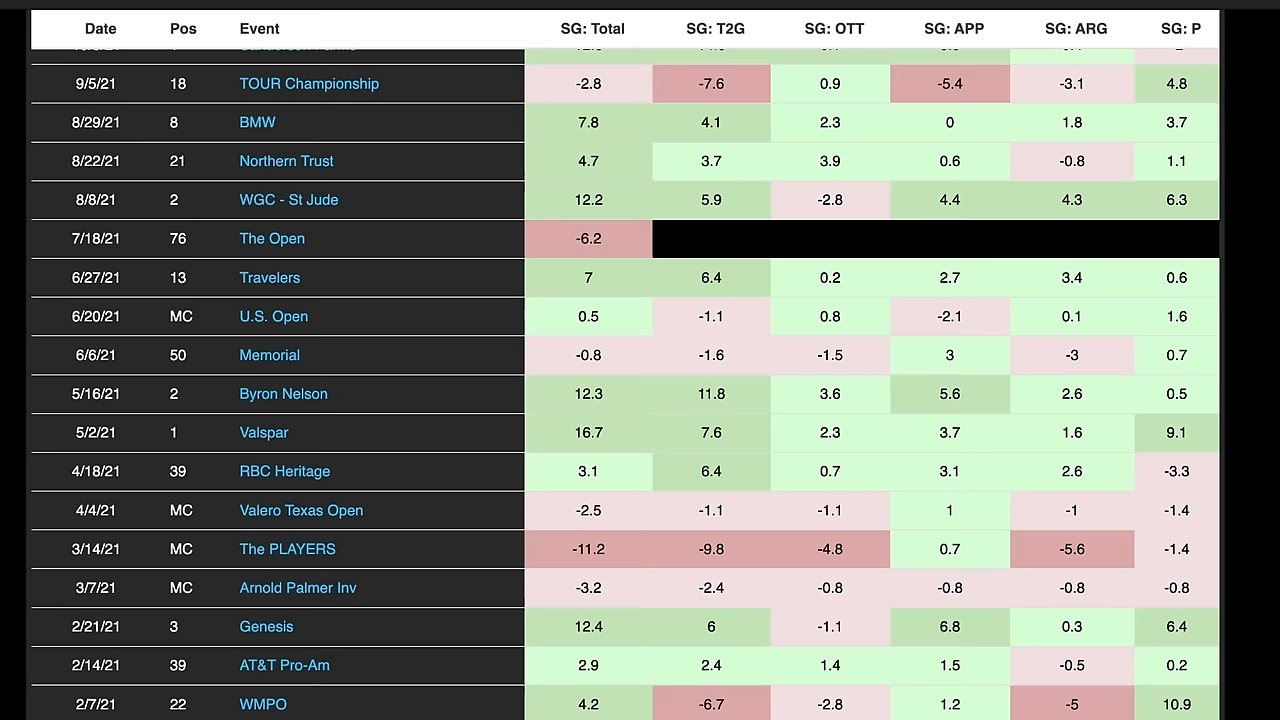 Date Pos Event SG: Total SG: T2G SG: OTT SG: APP SG: ARG SG: P
9/5/21 18 TOUR Championship -2.8 -7.6 0.9 -5.4 -3.1 4.8
8/29/21 8 BMW 7.8 4.1 2.3 0 1.8 3.7
8/22/21 21 Northern Trust 4.7 3.7 3.9 0.6 -0.8 1.1
8/8/21 2 WGC - St Jude 12.2 5.9 -2.8 4.4 4.3 6.3
7/18/21 76 The Open -6.2
6/27/21 13 Travelers 7 6.4 0.2 2.7 3.4 0.6
6/20/21 MC U.S. Open 0.5 -1.1 0.8 -2.1 0.1 1.6
6/6/21 50 Memorial -0.8 -1.6 -1.5 3 -3 0.7
5/16/21 2 Byron Nelson 12.3 11.8 3.6 5.6 2.6 0.5
5/2/21 1 Valspar 16.7 7.6 2.3 3.7 1.6 9.1
4/18/21 39 RBC Heritage 3.1 6.4 0.7 3.1 2.6 -3.3
4/4/21 MC Valero Texas Open -2.5 -1.1 -1.1 1 -1 -1.4
3/14/21 MC The PLAYERS -11.2 -9.8 -4.8 0.7 -5.6 -1.4
3/7/21 MC Arnold Palmer Inv -3.2 -2.4 -0.8 -0.8 -0.8 -0.8
2/21/21 3 Genesis 12.4 6 -1.1 6.8 0.3 6.4
2/14/21 39 AT&T Pro-Am 2.9 2.4 1.4 1.5 -0.5 0.2
2/7/21 22 WMPO 4.2 -6.7 -2.8 1.2 -5 10.9